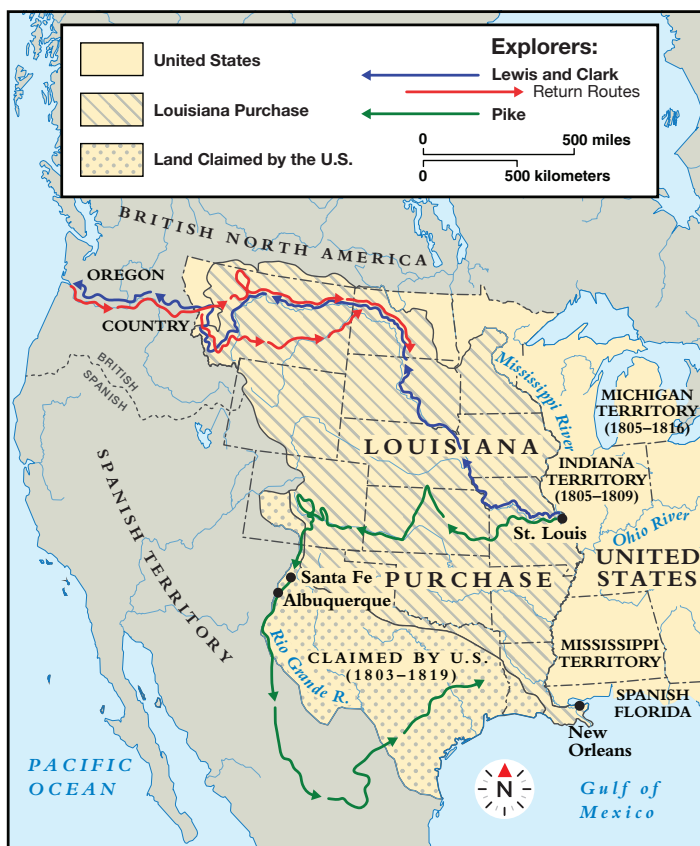 United States
Louisiana Purchase
Land Claimed by the U.S.
Explorers:
Lewis and Clark
Return Routes
Pike
0 500 miles
0 500 kilometers
BRITISH NORTH AMERICA
OREGON
COUNTRY
BRITISH
SPANISH
SPANISH TERRITORY
Mississippi River
MICHIGAN
TERRITORY
(1805–1816)
LOUISIANA
INDIANA
TERRITORY
(1805–1809)
St. Louis
Ohio River
UNITED
STATES
PURCHASE
Santa Fe
Albuquerque
Rio Grande R.
CLAIMED BY U.S.
(1803–1819)
MISSISSIPPI
TERRITORY
SPANISH
FLORIDA
New
Orleans
PACIFIC
OCEAN
N
Gulf of
Mexico